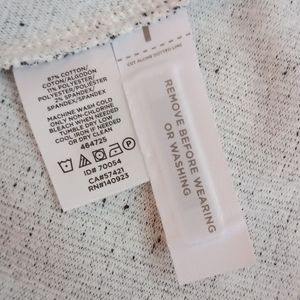 87% COTTON/
COTON/ALGODON
11% POLYESTER/
POLYESTER/POLIÉSTER
2% SPANDEX/
SPANDEX/SPANDEX
MACHINE WASH COLD
ONLY NON-CHLORINE
BLEACH WHEN NEEDED
TUMBLE DRY LOW
COOL IRON IF NEEDED
OR DRY CLEAN
464725
ID# 70054
CA#57421
RN#140923
CUT ALONG DOTTED LINE
REMOVE BEFORE WEARING
OR WASHING